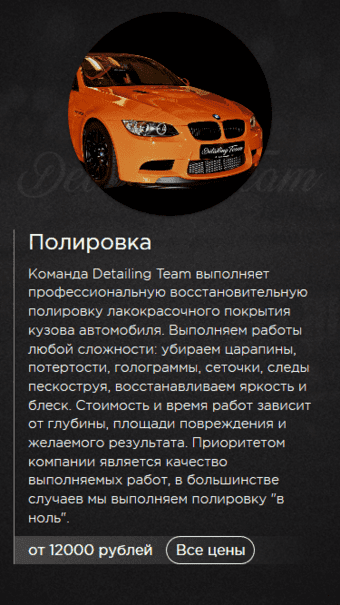 Detailing Team
Полировка
Команда Detailing Team выполняет
профессиональную восстановительную
полировку лакокрасочного покрытия
кузова автомобиля. Выполняем работы
любой сложности: убираем царапины,
потертости, голограммы, сеточки, следы
пескоструя, восстанавливаем яркость и
блеск. Стоимость и время работ зависит
от глубины, площади повреждения и
желаемого результата. Приоритетом
компании является качество
выполняемых работ, в большинстве
случаев мы выполняем полировку "в
ноль".
от 12000 рублей Все цены